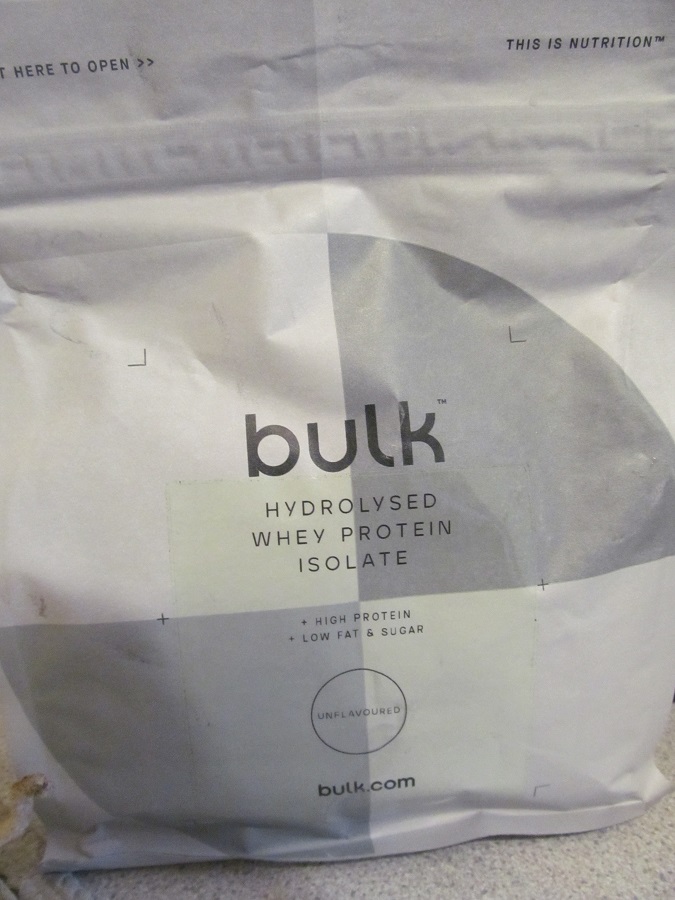 THIS IS NUTRITION™
T HERE TO OPEN >>
bulk™
HYDROLYSED
WHEY PROTEIN
ISOLATE
+ HIGH PROTEIN
+ LOW FAT & SUGAR
UNFLAVOURED
bulk.com